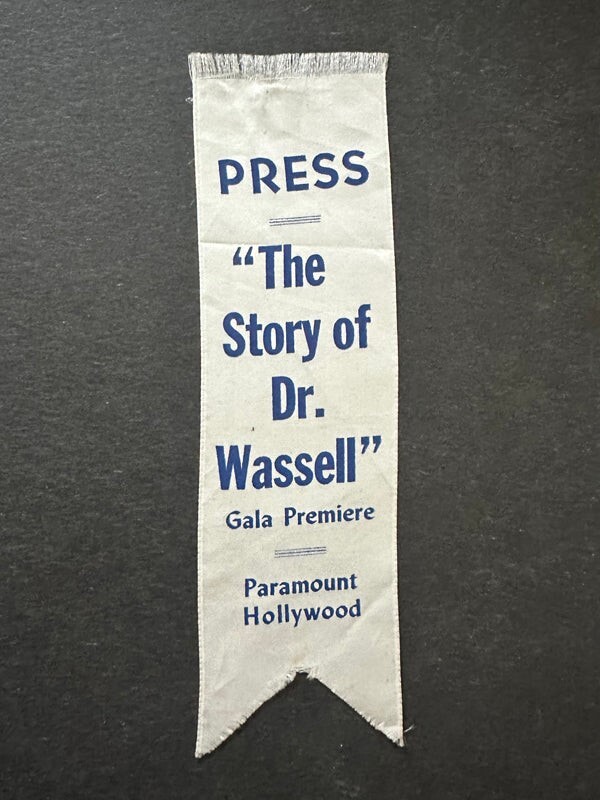 PRESS
“The
Story of
Dr.
Wassell”
Gala Premiere
Paramount
Hollywood